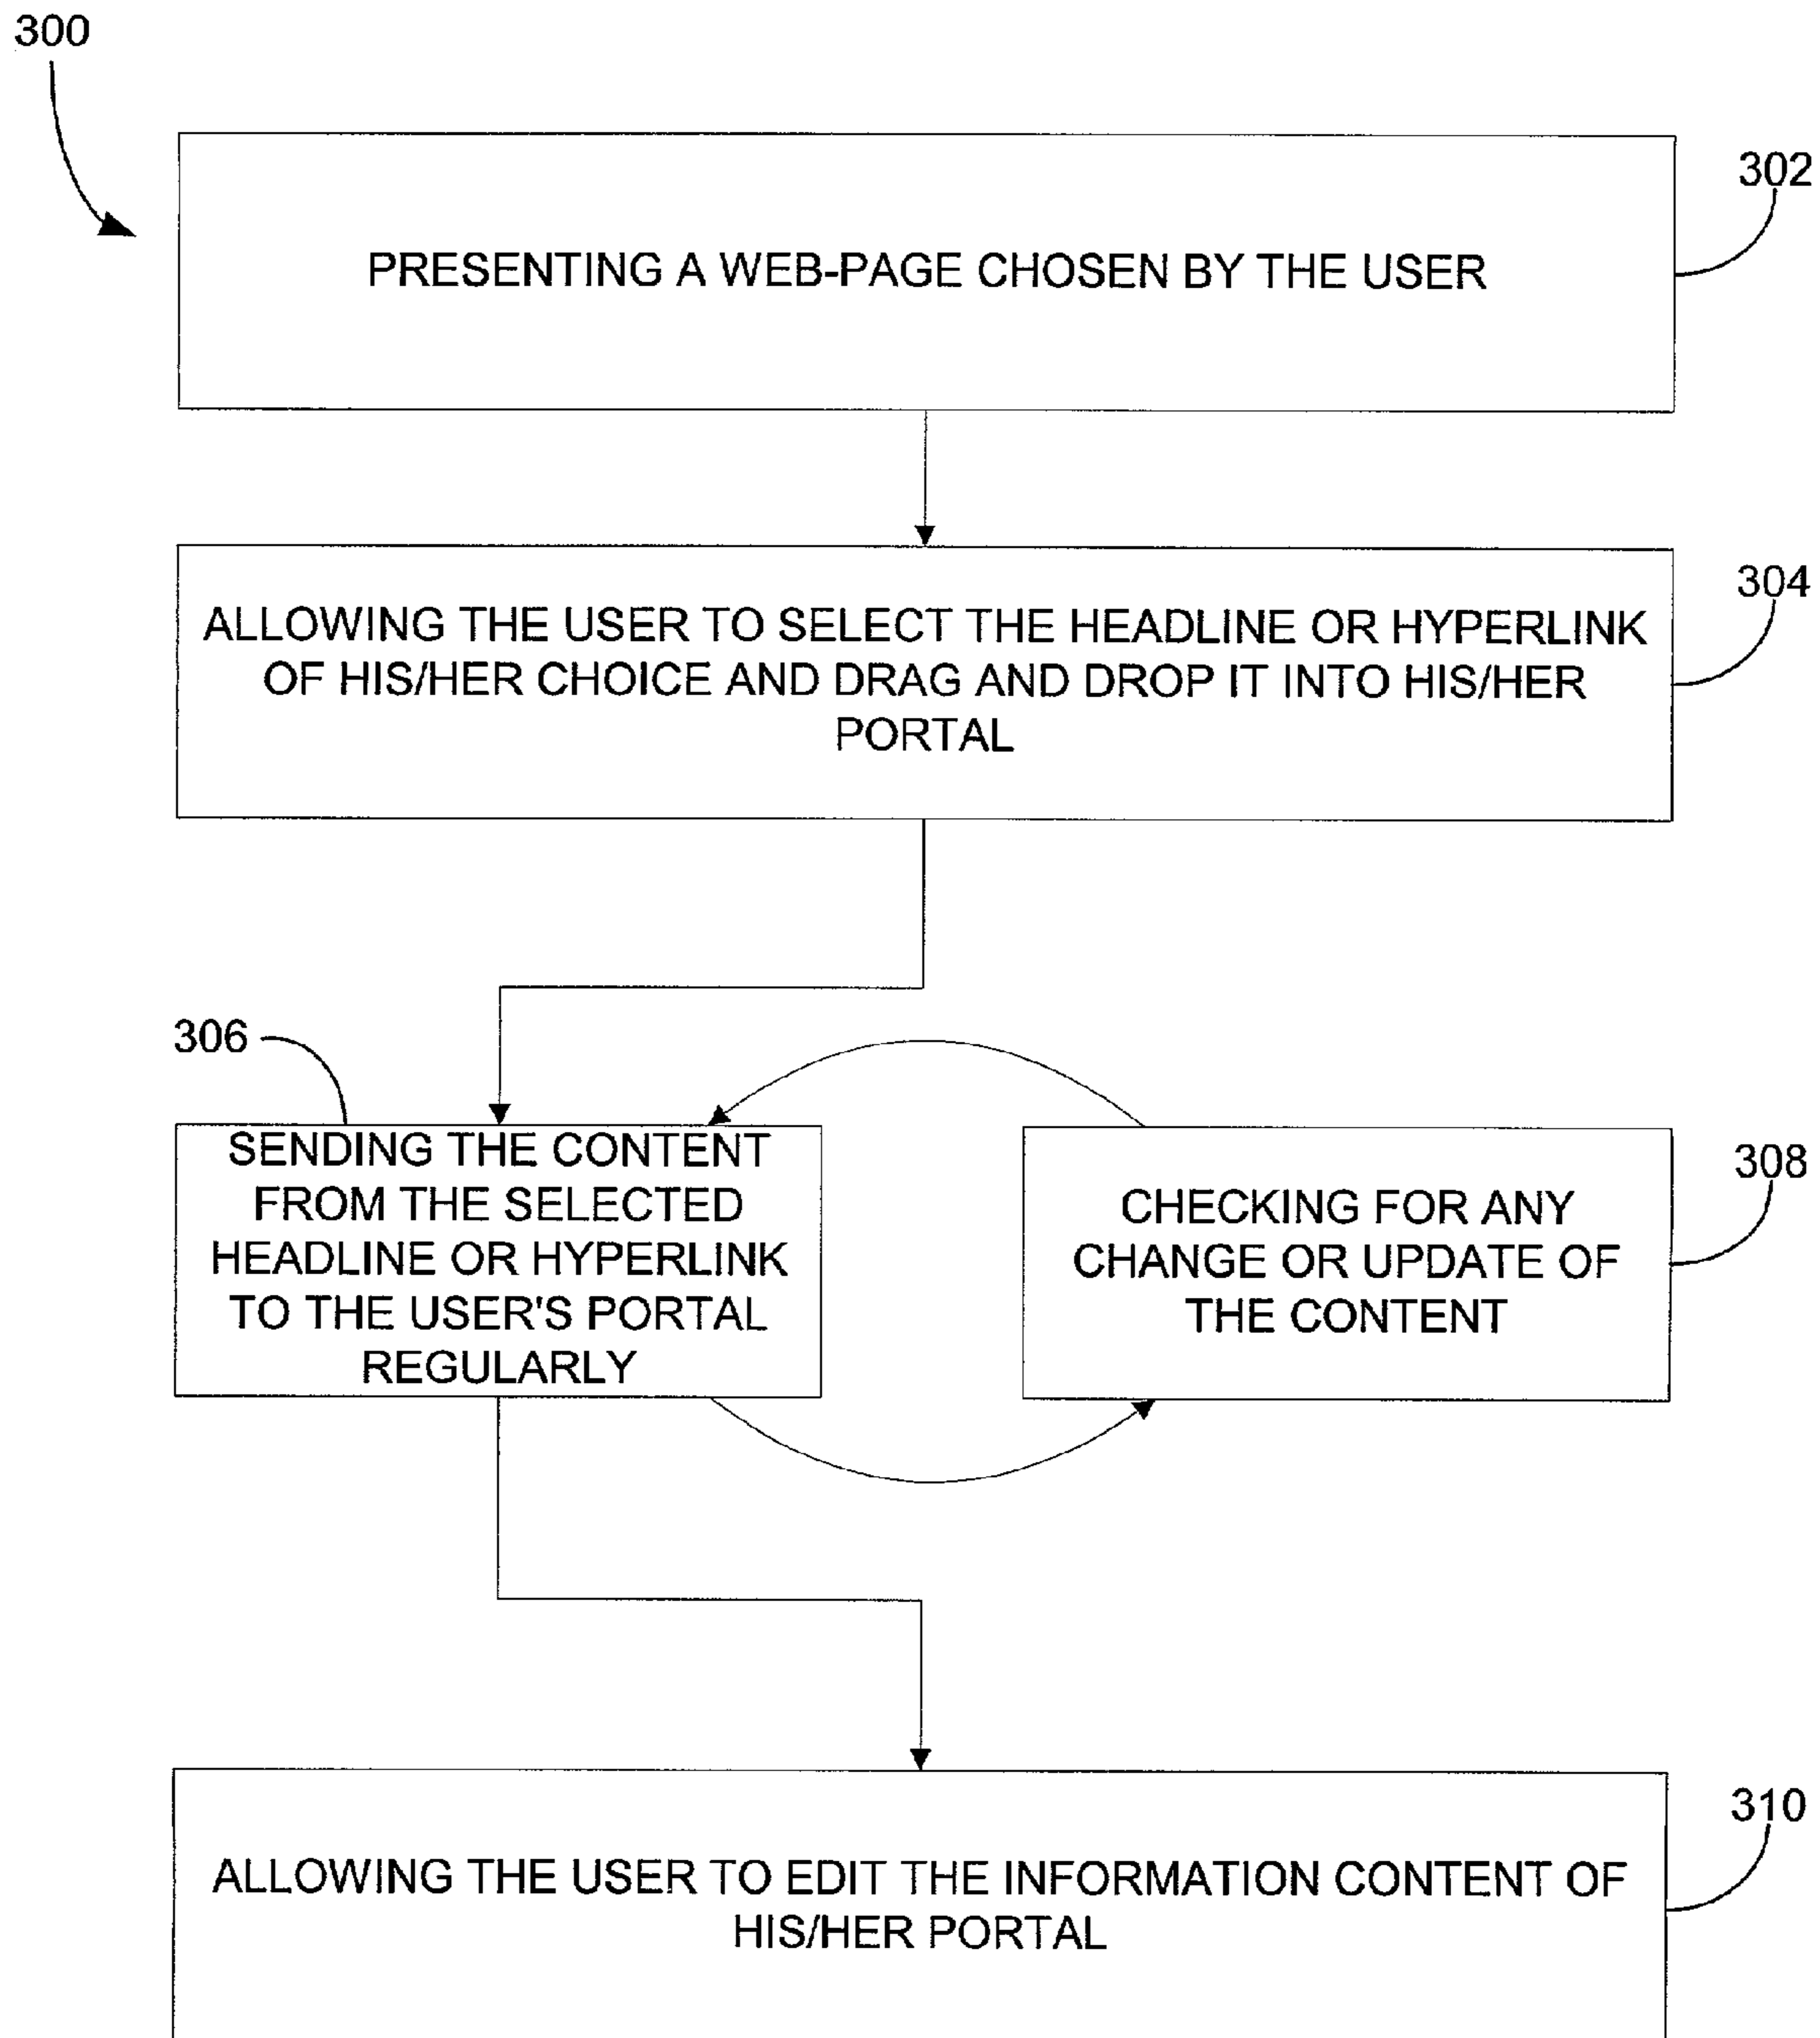 300
302
PRESENTING A WEB-PAGE CHOSEN BY THE USER
304
ALLOWING THE USER TO SELECT THE HEADLINE OR HYPERLINK
OF HIS/HER CHOICE AND DRAG AND DROP IT INTO HIS/HER
PORTAL
306
SENDING THE CONTENT
FROM THE SELECTED
HEADLINE OR HYPERLINK
TO THE USER'S PORTAL
REGULARLY
308
CHECKING FOR ANY
CHANGE OR UPDATE OF
THE CONTENT
310
ALLOWING THE USER TO EDIT THE INFORMATION CONTENT OF
HIS/HER PORTAL